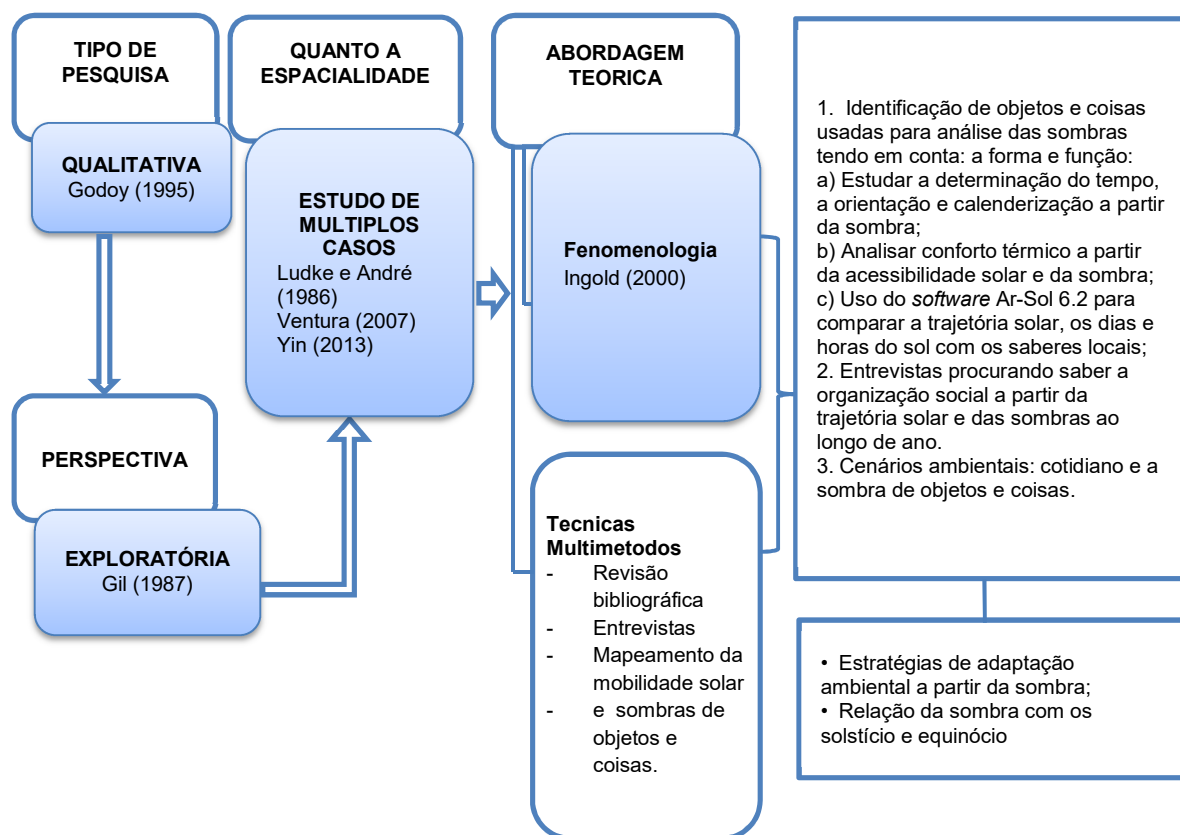 TIPO DE
PESQUISA
QUALITATIVA
Godoy (1995)
PERSPECTIVA
EXPLORATÓRIA
Gil (1987)
QUANTO A
ESPACIALIDADE
ESTUDO DE
MULTIPLOS
CASOS
Ludke e André
(1986)
Ventura (2007)
Yin (2013)
ABORDAGEM
TEORICA
Fenomenologia
Ingold (2000)
Tecnicas
Multimetodos
- Revisão
bibliográfica
- Entrevistas
- Mapeamento da
mobilidade solar
- e sombras de
objetos e
coisas.
1. Identificação de objetos e coisas
usadas para análise das sombras
tendo em conta: a forma e função:
a) Estudar a determinação do tempo,
a orientação e calenderização a partir
da sombra;
b) Analisar conforto térmico a partir
da acessibilidade solar e da sombra;
c) Uso do software Ar-Sol 6.2 para
comparar a trajetória solar, os dias e
horas do sol com os saberes locais;
2. Entrevistas procurando saber a
organização social a partir da
trajetória solar e das sombras ao
longo de ano.
3. Cenários ambientais: cotidiano e a
sombra de objetos e coisas.
• Estratégias de adaptação
ambiental a partir da sombra;
• Relação da sombra com os
solstício e equinócio